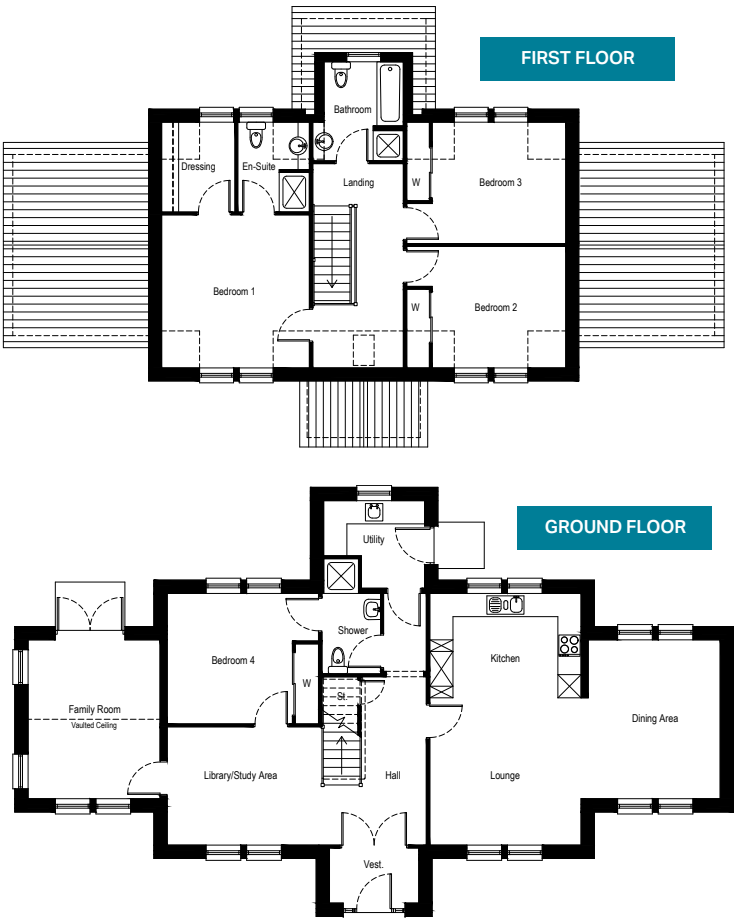 FIRST FLOOR
Bathroom
Dressing
En-Suite
Landing
W
Bedroom 3
Bedroom 1
W
Bedroom 2
GROUND FLOOR
Utility
Shower
Bedroom 4
Kitchen
W
St.
Family Room
Vaulted Ceiling
Dining Area
Library/Study Area
Hall
Lounge
Vest.